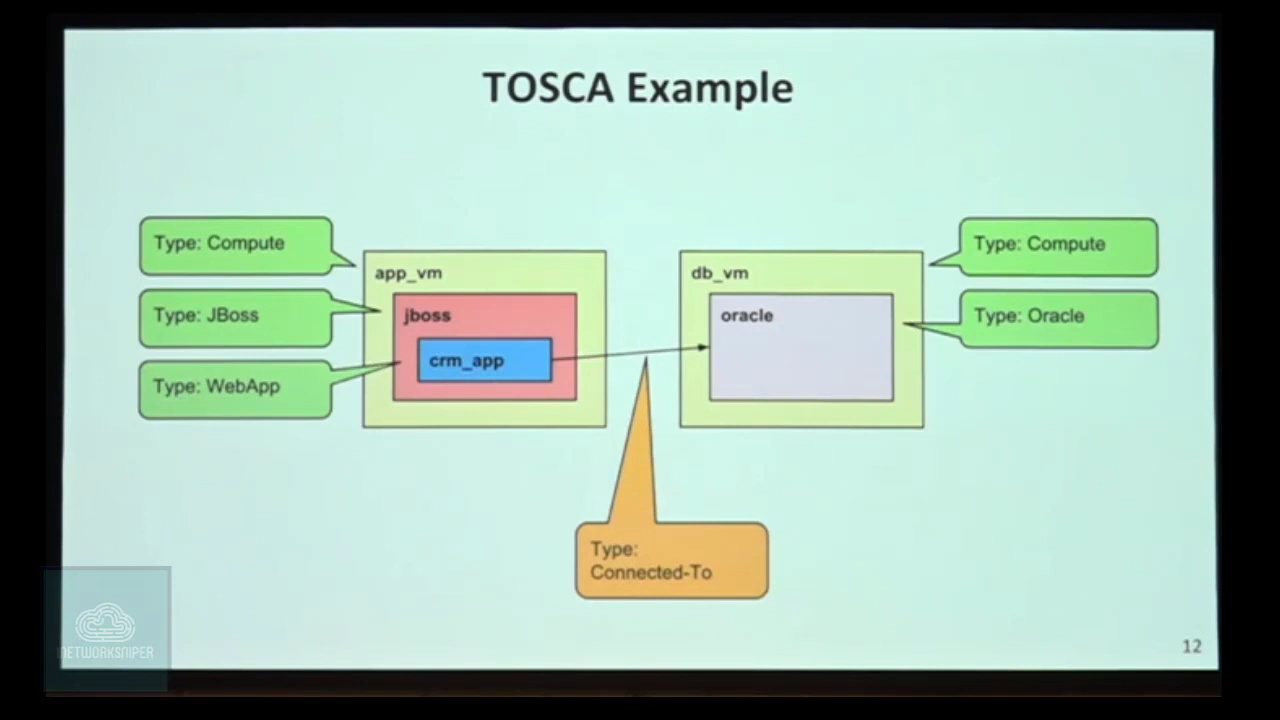 TOSCA Example
Type: Compute
Type: JBoss
Type: WebApp
app_vm
jboss
crm_app
db_vm
oracle
Type: Compute
Type: Oracle
Type:
Connected-To
12
NETWORKSNIPER